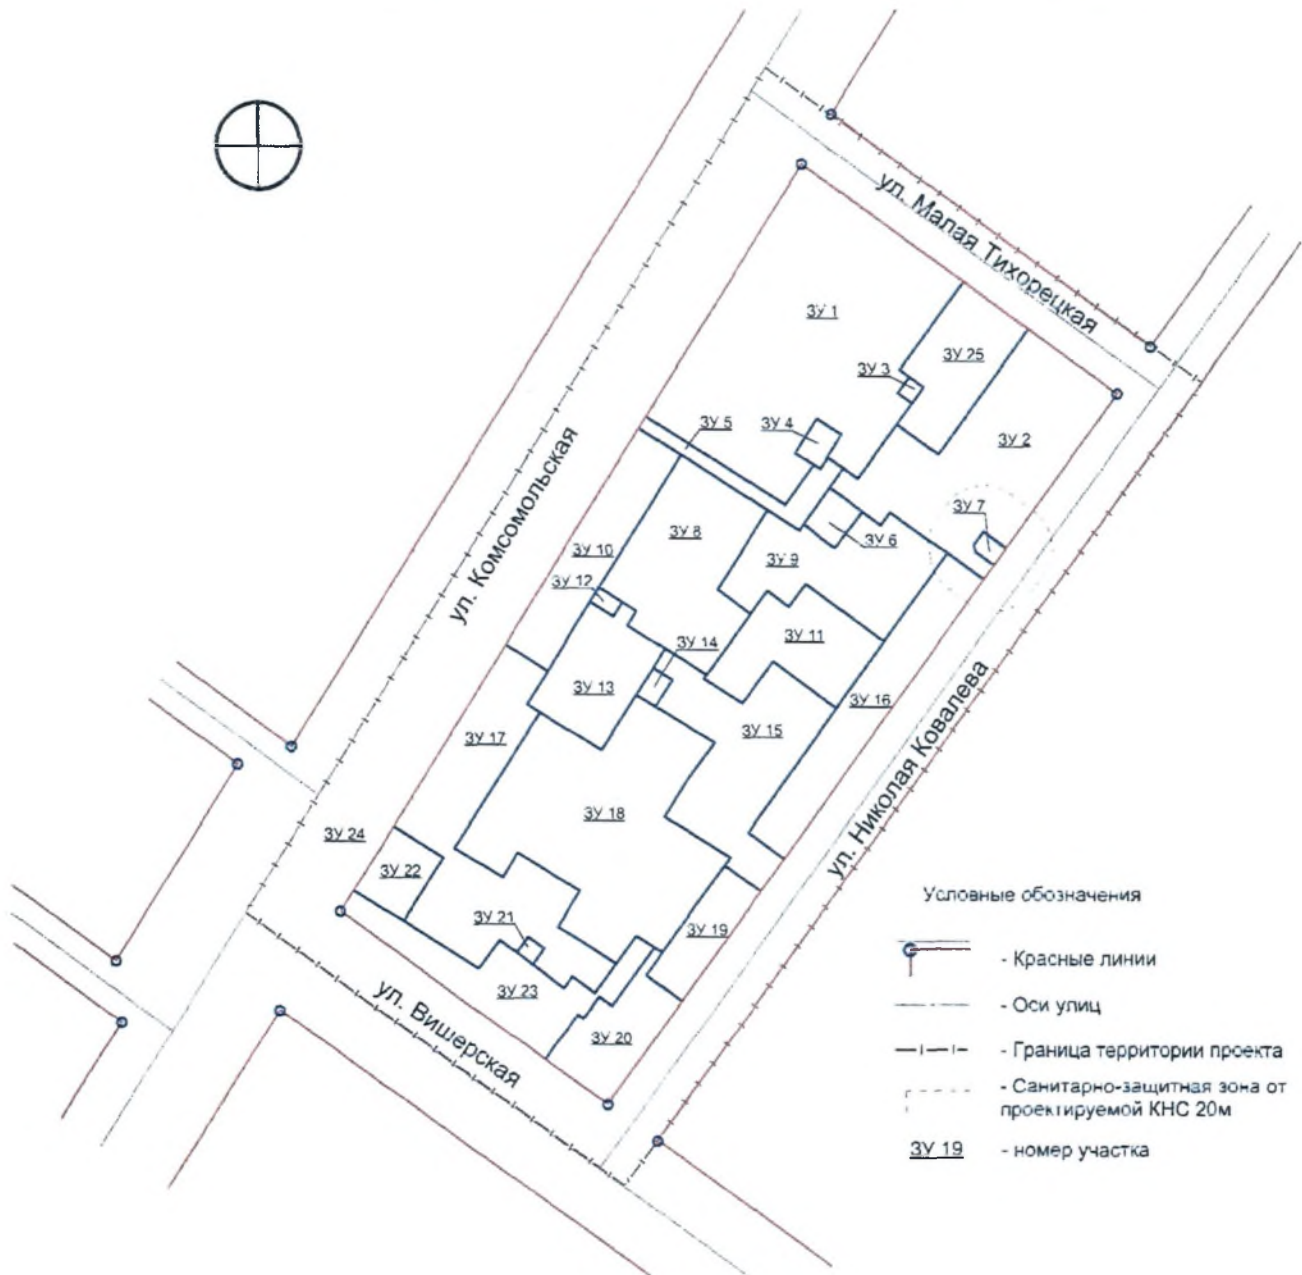 ул. Малая Тихорецкая
ЗУ 1
ЗУ 25
ЗУ 3
ЗУ 5
ЗУ 4
ЗУ 2
ул. Комсомольская
ЗУ 7
ЗУ 8
ЗУ 6
ЗУ 10
ЗУ 9
ЗУ 12
ЗУ 11
ЗУ 14
ЗУ 13
ЗУ 16
ЗУ 15
ЗУ 17
ул. Николая Ковалева
ЗУ 18
ЗУ 24
ЗУ 22
ЗУ 21
ЗУ 19
ЗУ 23
ул. Вишерская
ЗУ 20
Условные обозначения
- Красные линии
- Оси улиц
- Граница территории проекта
- Санитарно-защитная зона от
проектируемой КНС 20м
ЗУ 19 - номер участка